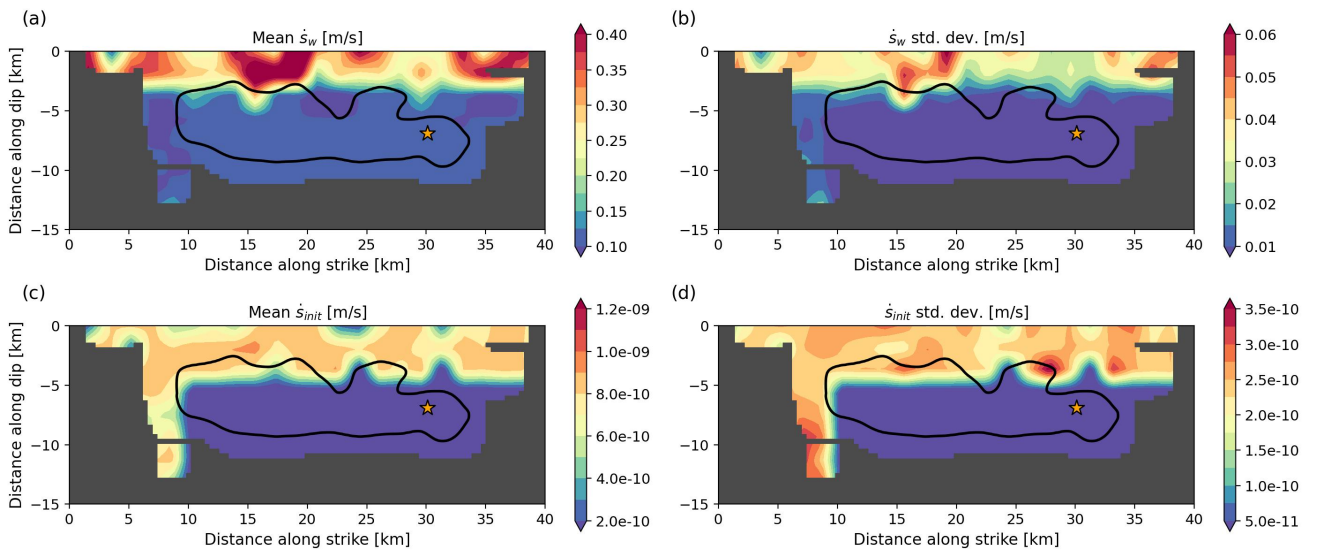 (a)
Mean ṡ_w [m/s]
Distance along dip [km]
0
−5
−10
−15
0 5 10 15 20 25 30 35 40
Distance along strike [km]
0.40
0.35
0.30
0.25
0.20
0.15
0.10
(b)
ṡ_w std. dev. [m/s]
0
−5
−10
−15
0 5 10 15 20 25 30 35 40
Distance along strike [km]
0.06
0.05
0.04
0.03
0.02
0.01
(c)
Mean ṡ_init [m/s]
Distance along dip [km]
0
−5
−10
−15
0 5 10 15 20 25 30 35 40
Distance along strike [km]
1.2e-09
1.0e-09
8.0e-10
6.0e-10
4.0e-10
2.0e-10
(d)
ṡ_init std. dev. [m/s]
0
−5
−10
−15
0 5 10 15 20 25 30 35 40
Distance along strike [km]
3.5e-10
3.0e-10
2.5e-10
2.0e-10
1.5e-10
1.0e-10
5.0e-11